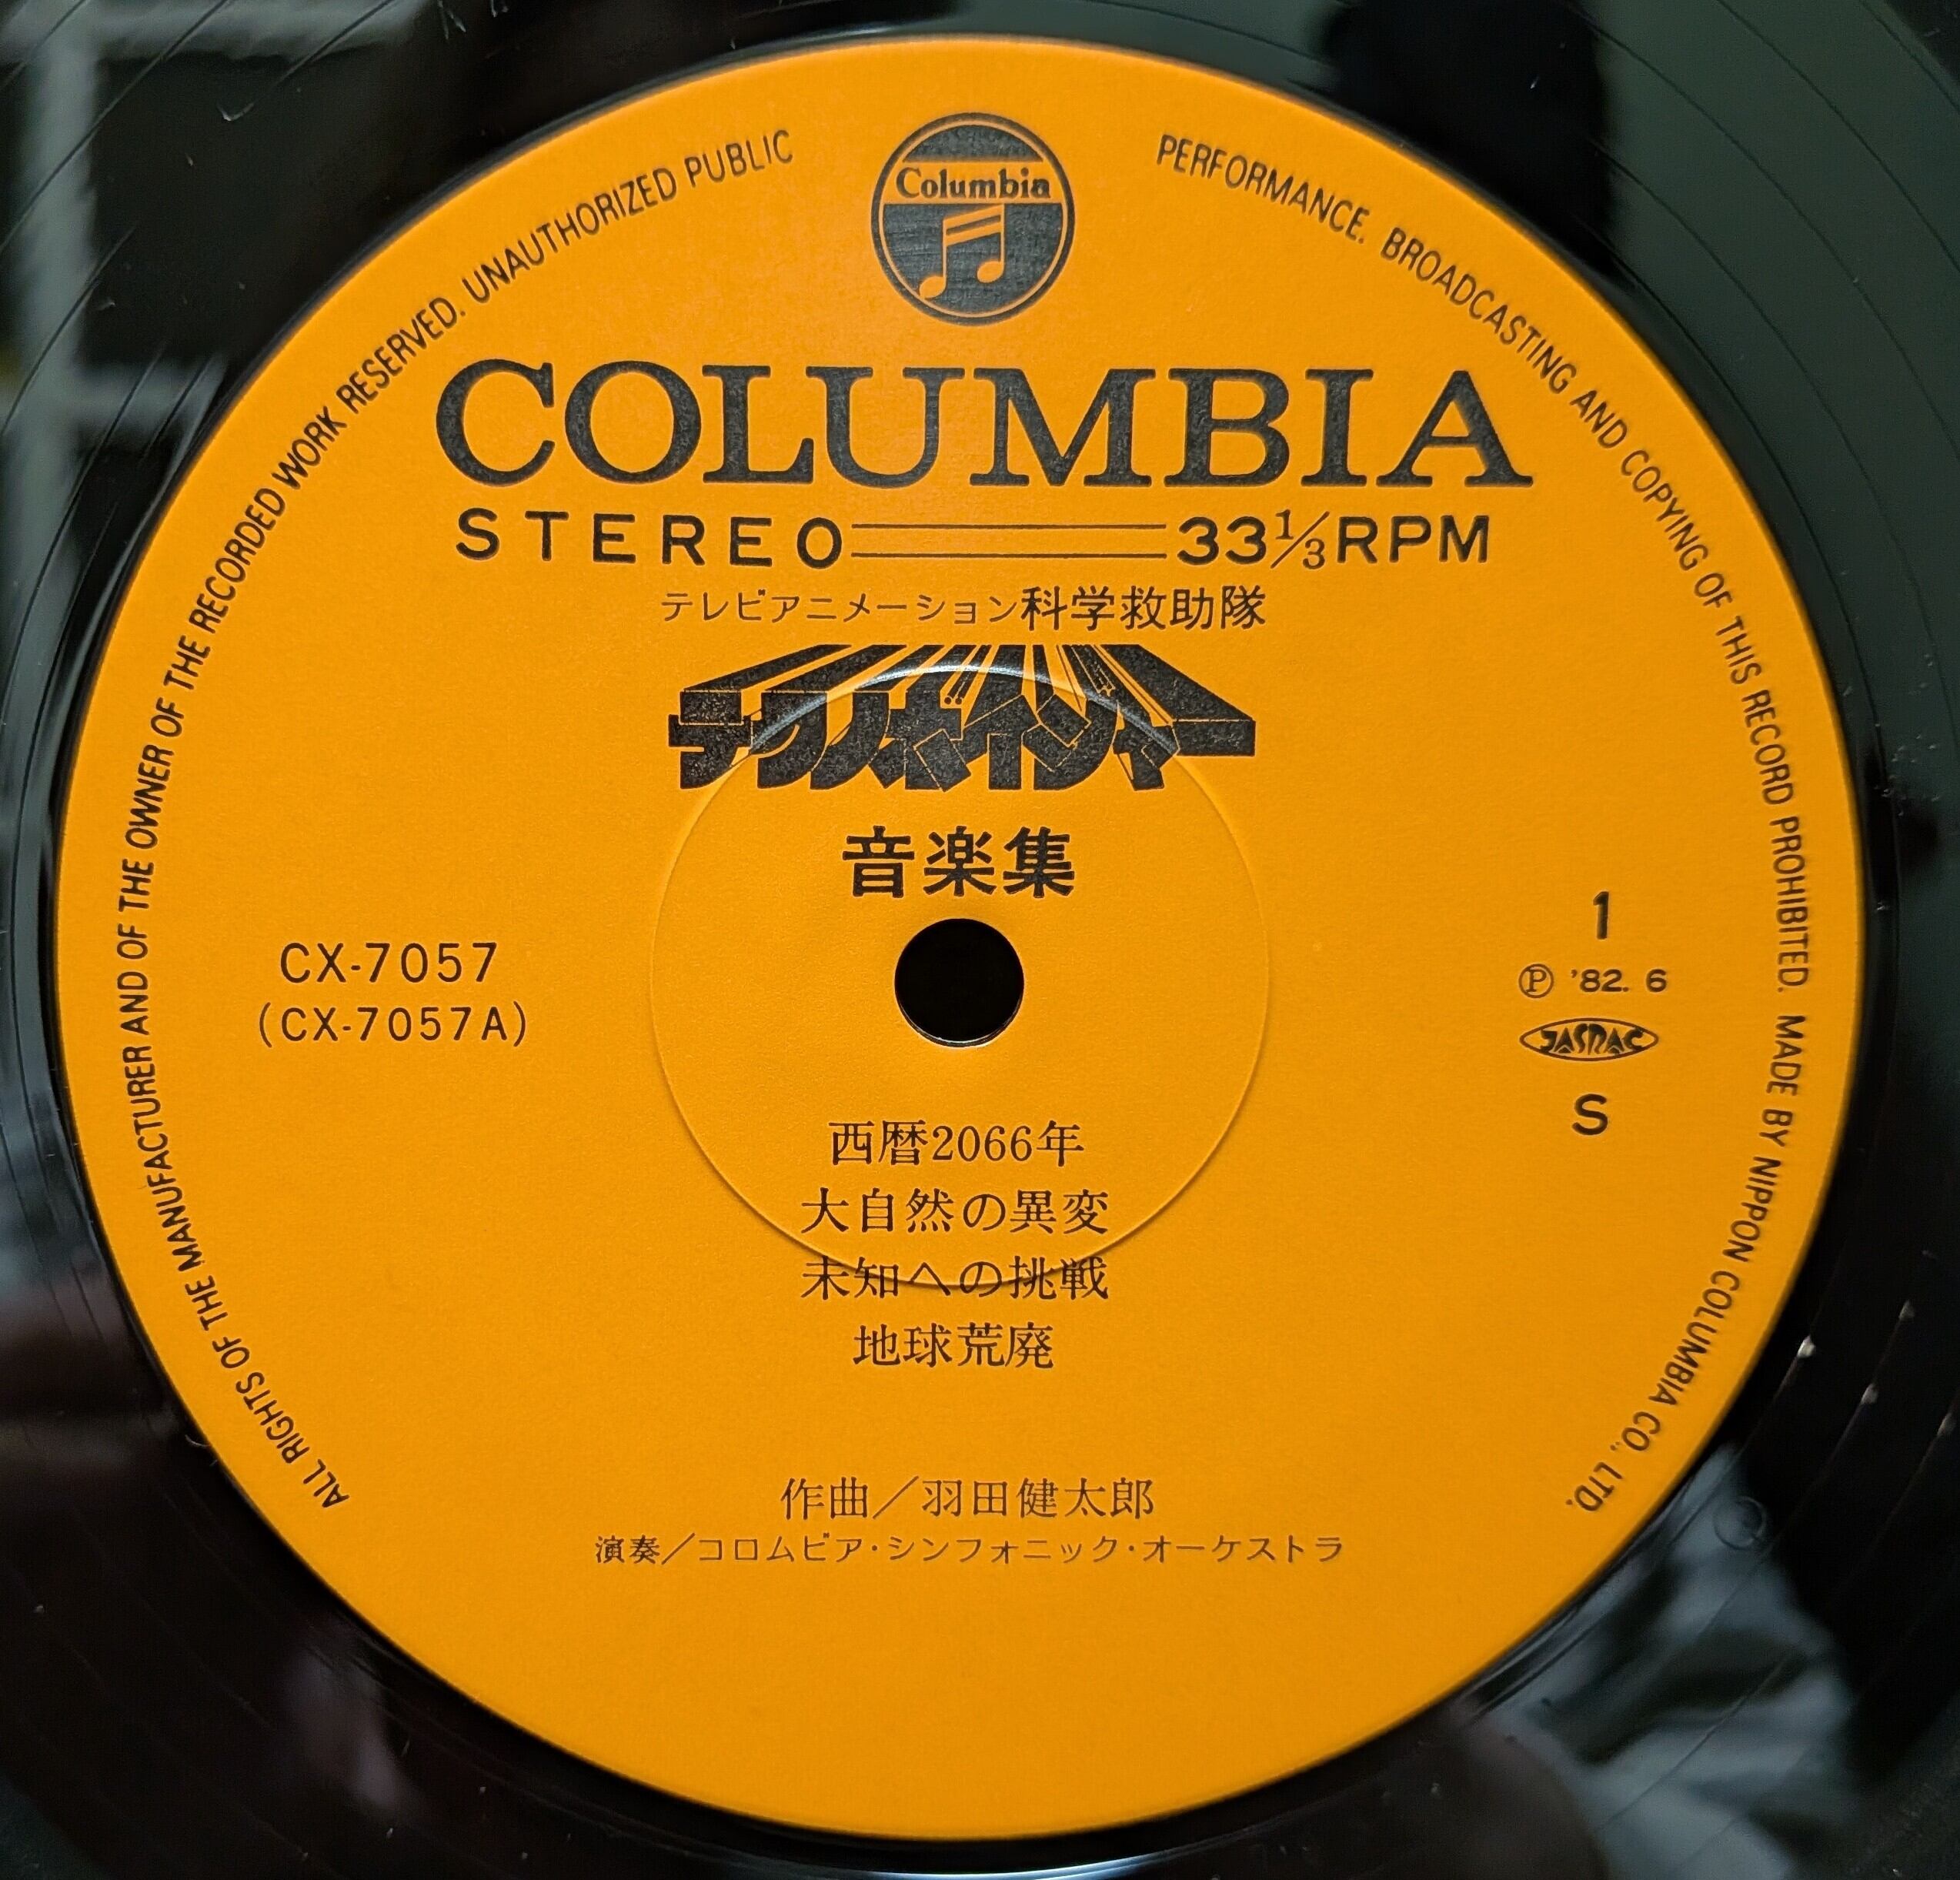 ALL RIGHTS OF THE MANUFACTURER AND OF THE OWNER OF THE RECORDED WORK RESERVED. UNAUTHORIZED PUBLIC PERFORMANCE. BROADCASTING AND COPYING OF THIS RECORD PROHIBITED. MADE BY NIPPON COLUMBIA CO., LTD.
Columbia
COLUMBIA
STEREO 33⅓RPM
テレビアニメーション科学救助隊
テクノボイジャー
音楽集
CX-7057
(CX-7057A)
1
Ⓟ '82. 6
JASRAC
S
西暦2066年
大自然の異変
未知への挑戦
地球荒廃
作曲／羽田健太郎
演奏／コロムビア・シンフォニック・オーケストラ